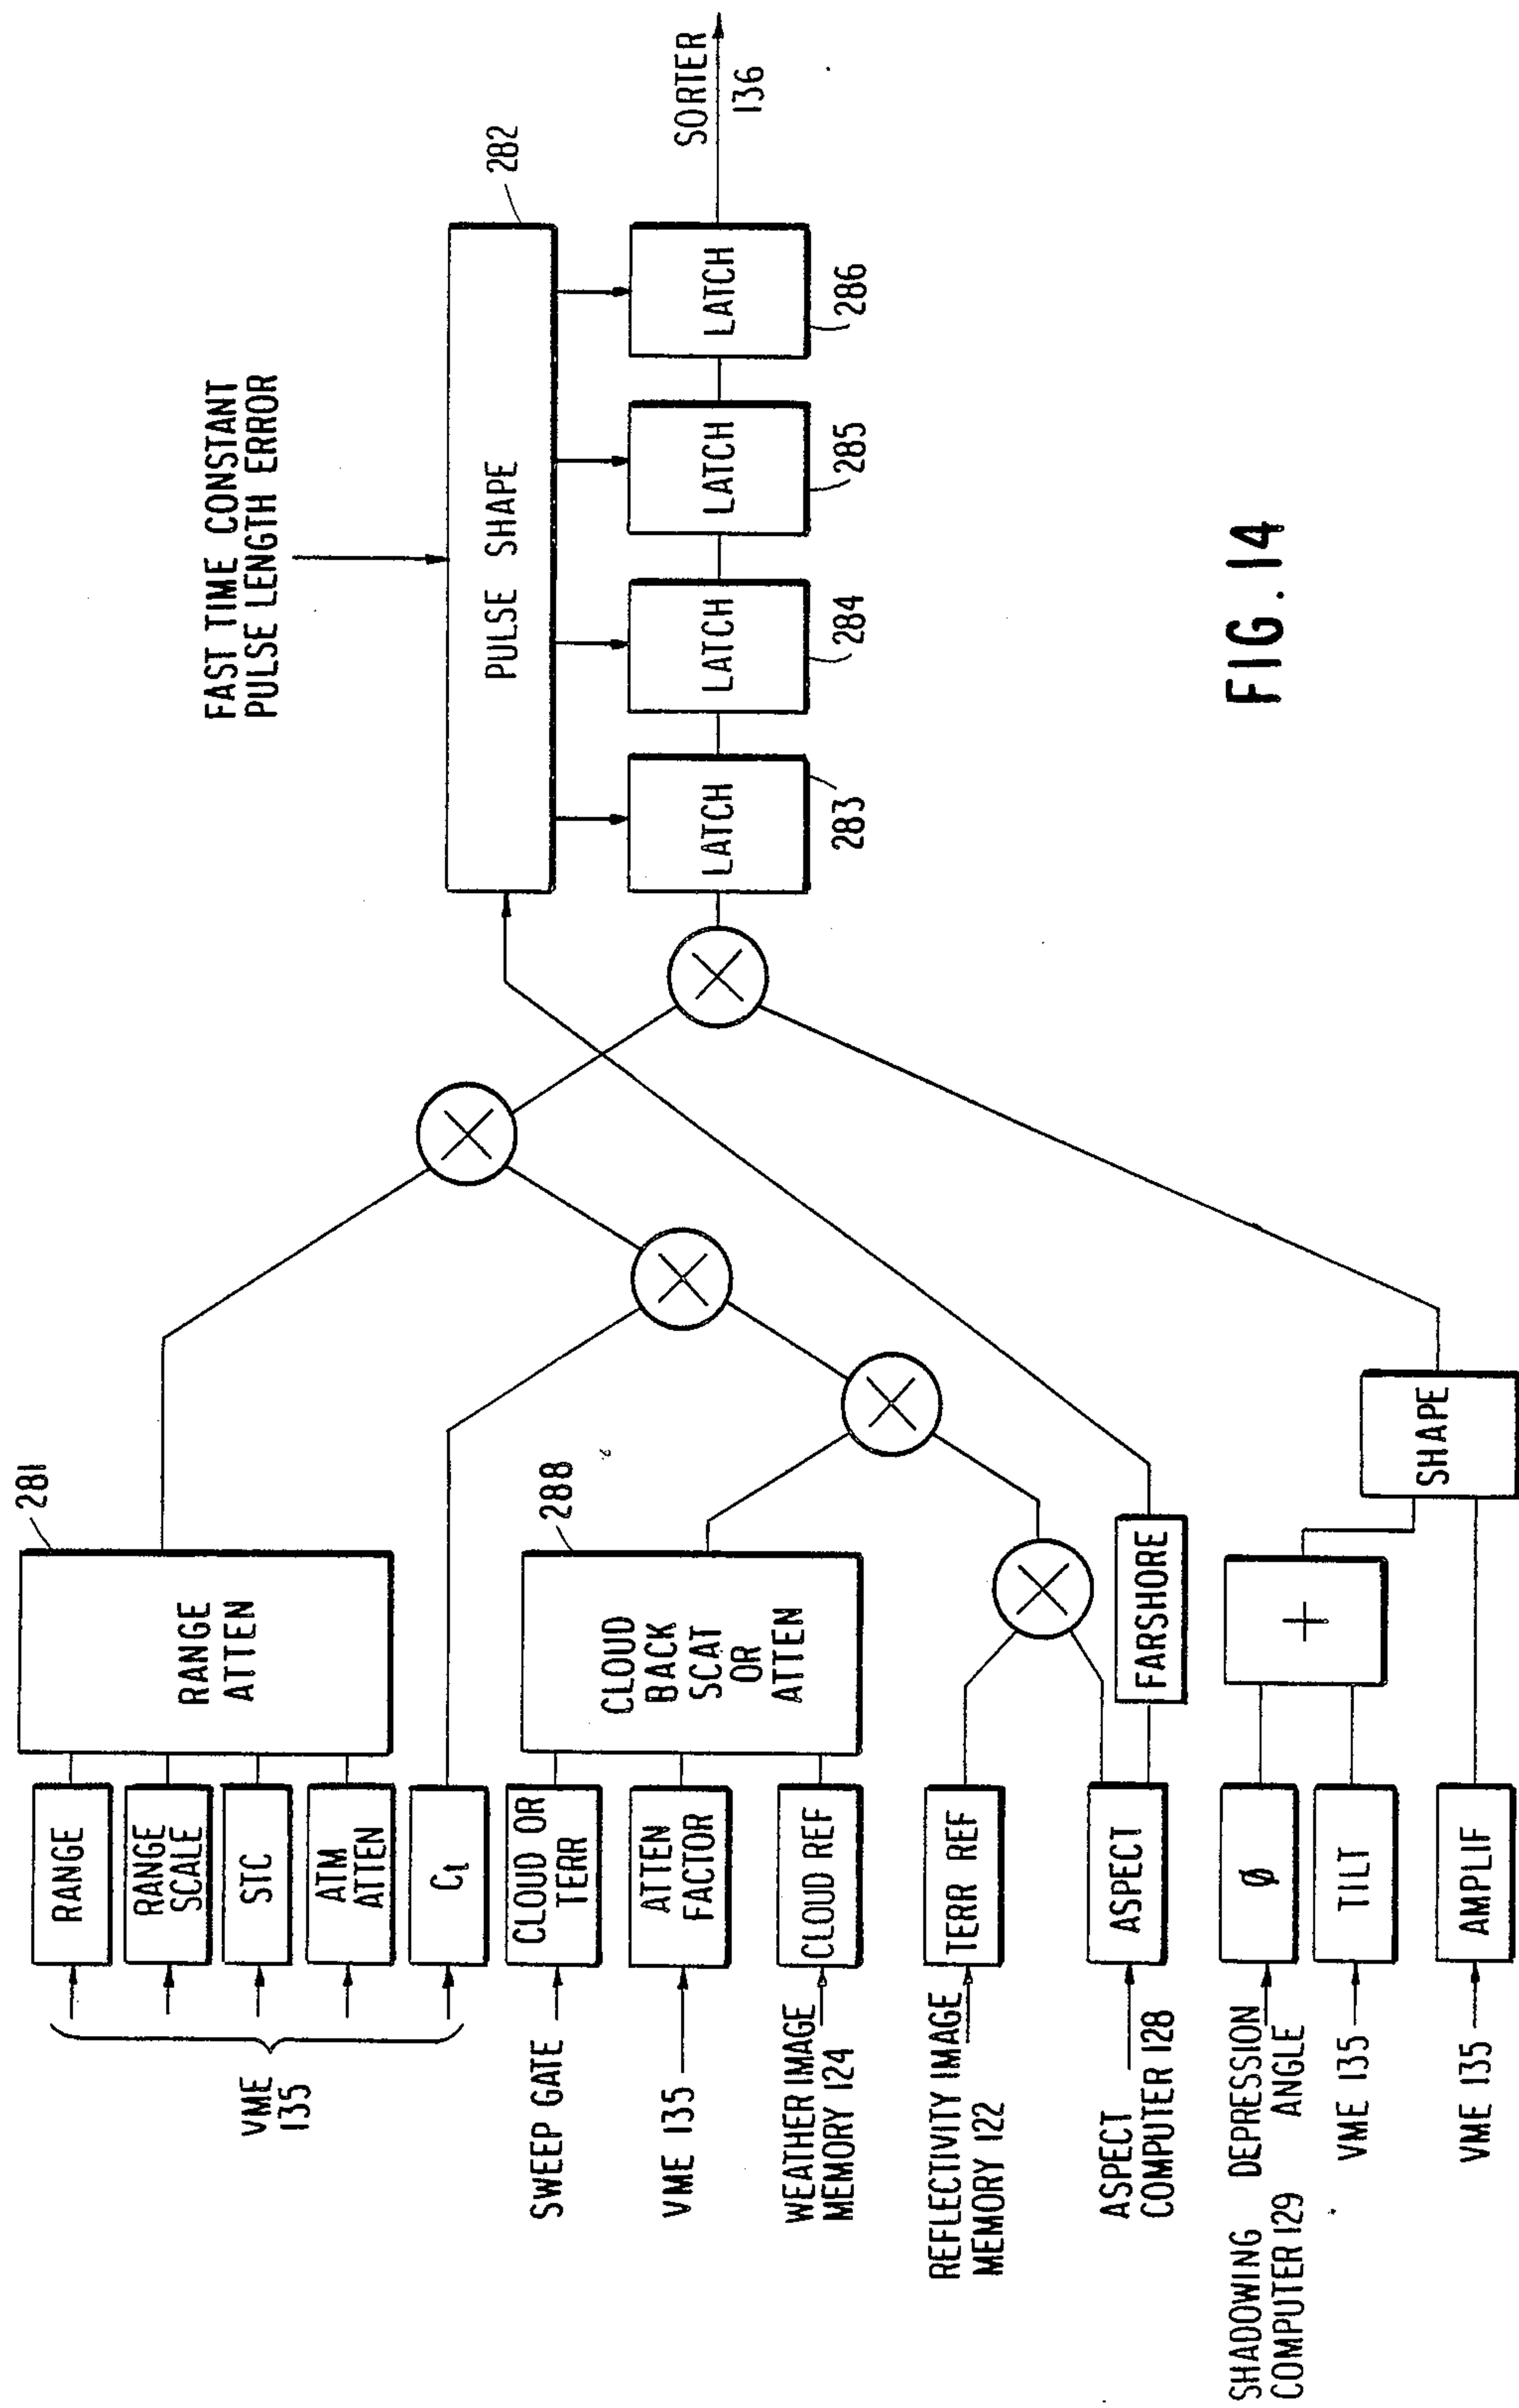 VME
135
SWEEP GATE
VME 135
WEATHER IMAGE
MEMORY 124
REFLECTIVITY IMAGE
MEMORY 122
ASPECT
COMPUTER 128
SHADOWING
COMPUTER 129
DEPRESSION
ANGLE
VME 135
VME 135
RANGE
RANGE
SCALE
STC
ATM
ATTEN
C1
CLOUD OR
TERR
ATTEN
FACTOR
CLOUD REF
TERR REF
ASPECT
Ø
TILT
AMPLIF
RANGE
ATTEN
281
CLOUD
BACK
SCAT
OR
ATTEN
288
FARSHORE
+
SHAPE
FAST TIME CONSTANT
PULSE LENGTH ERROR
PULSE SHAPE
282
LATCH
283
LATCH
284
LATCH
285
LATCH
286
SORTER
136
FIG. 14